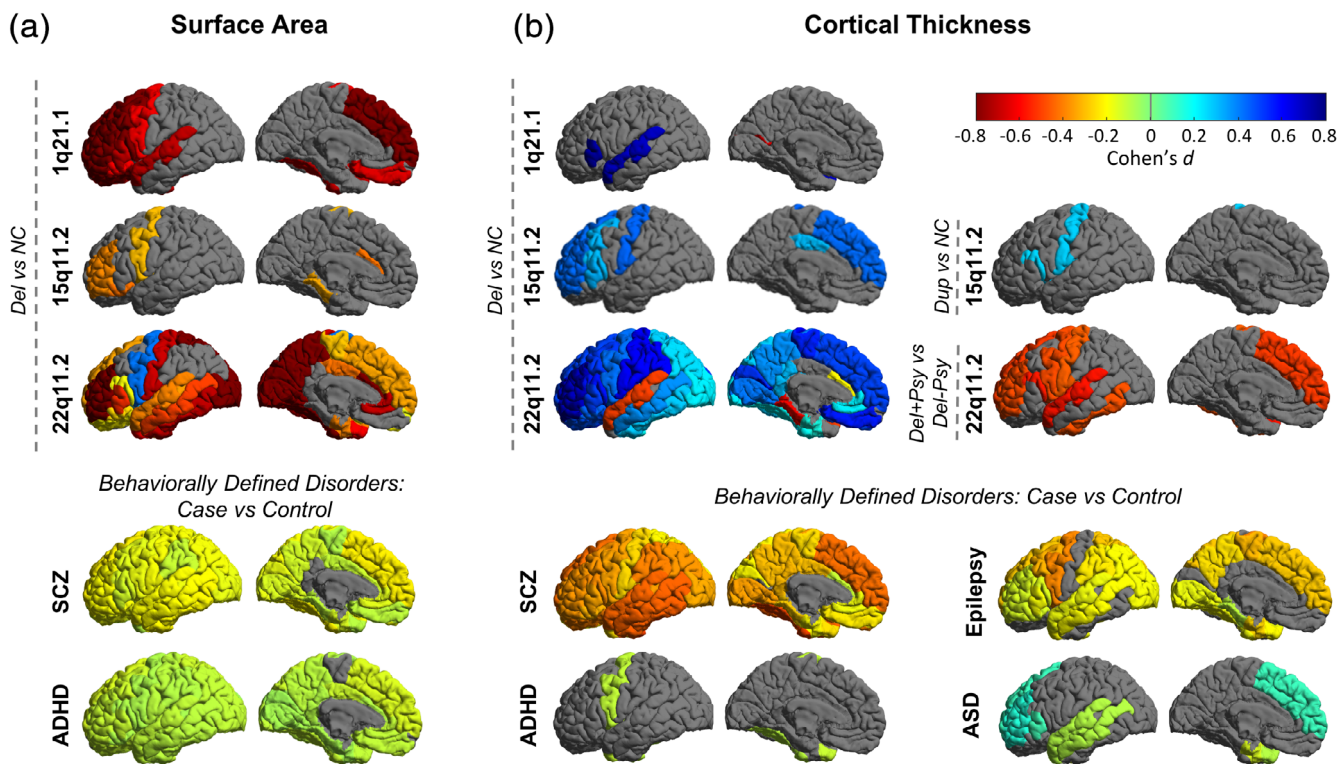 (a)
Surface Area
(b)
Cortical Thickness
Del vs NC
1q21.1
15q11.2
22q11.2
Del vs NC
1q21.1
15q11.2
22q11.2
-0.8 -0.6 -0.4 -0.2 0 0.2 0.4 0.6 0.8
Cohen's d
Dup vs NC
15q11.2
Del+Psy vs
Del-Psy
22q11.2
Behaviorally Defined Disorders:
Case vs Control
SCZ
ADHD
Behaviorally Defined Disorders: Case vs Control
SCZ
ADHD
Epilepsy
ASD